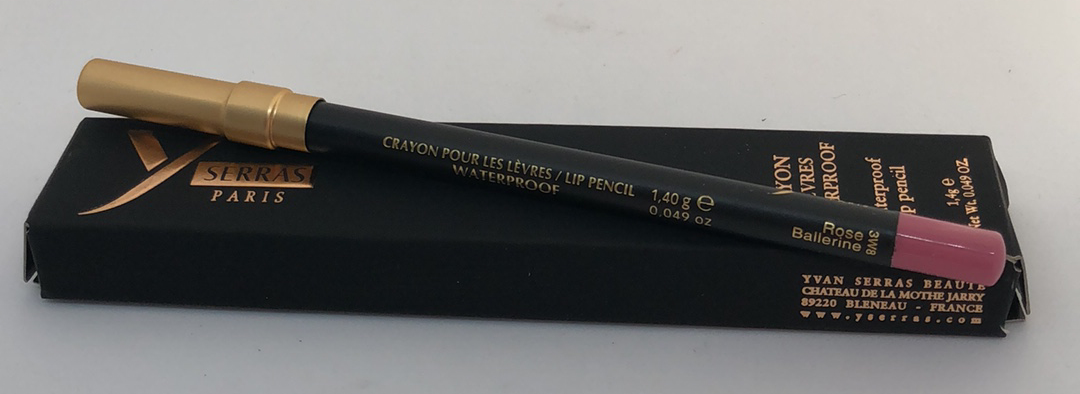 Y
SERRAS
PARIS
CRAYON POUR LES LÈVRES / LIP PENCIL
WATERPROOF
1,40 g ℮
0,049 oz
Rose
Ballerine
3W8
YON
VRES
RPROOF
terproof
p pencil
1,4g ℮
Net Wt. 0,049 OZ.
YVAN SERRAS BEAUTE
CHATEAU DE LA MOTHE JARRY
89220 BLENEAU - FRANCE
www.yserras.com